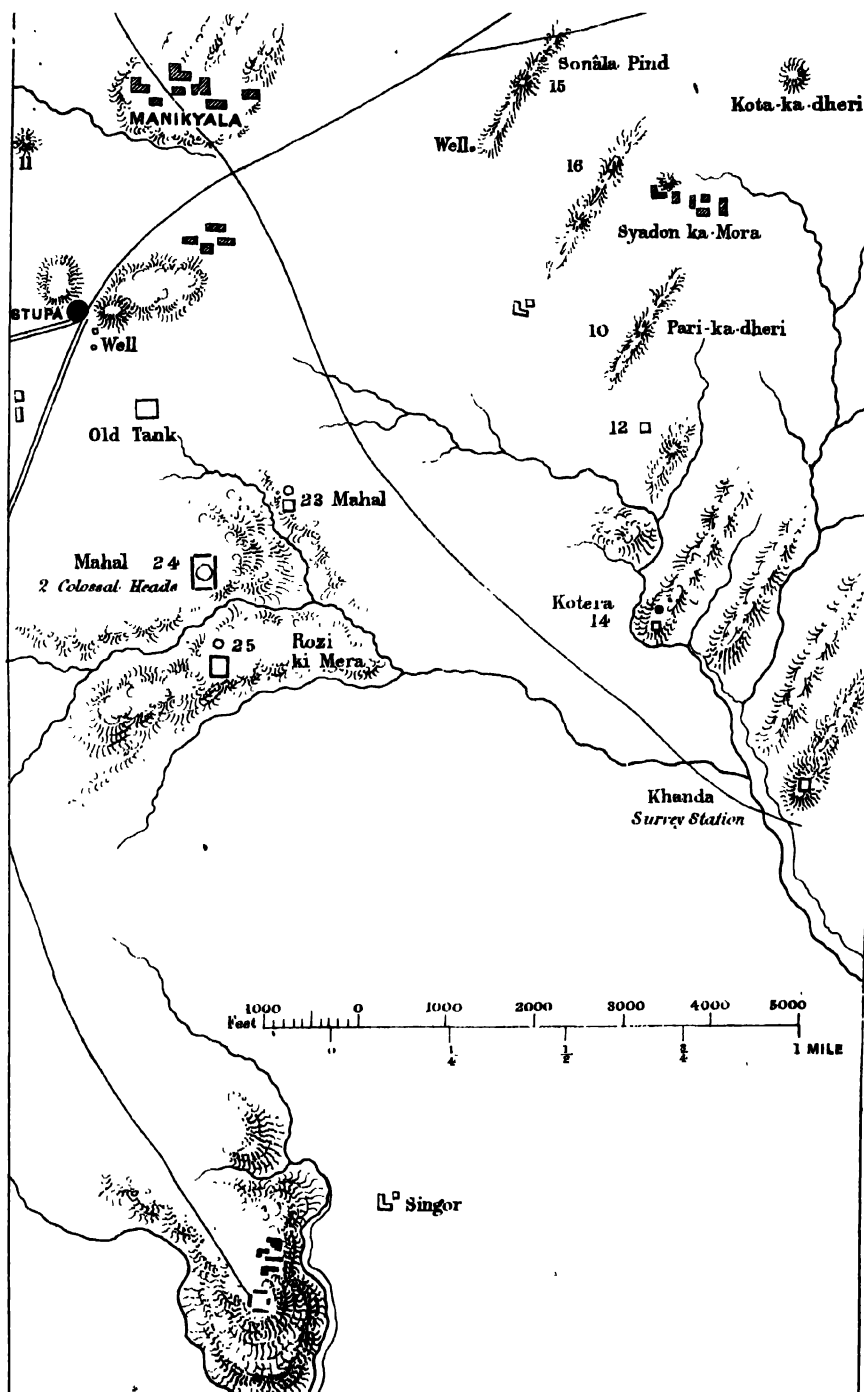 Sonâla Pind
15
Kota-ka-dheri
MANIKYALA
11
Well.
16
Syadon ka-Mora
STUPA
10
Pari-ka-dheri
Well
Old Tank
12
23 Mahal
Mahal 24
2 Colossal Heads
Kotera
14
25
Rozi
ki Mera
Khanda
Survey Station
1000 0 1000 2000 3000 4000 5000
Feet
0 1/4 1/2 3/4 1 MILE
Singor